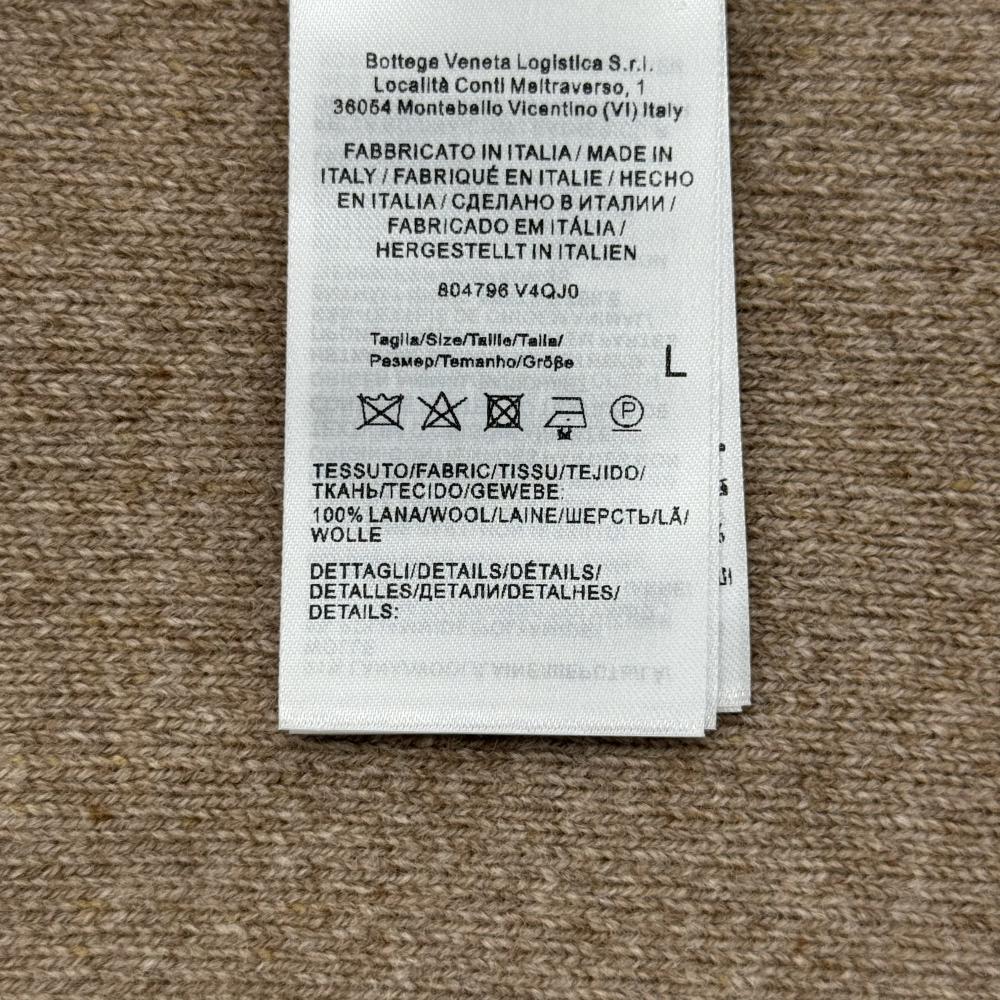 Bottega Veneta Logistica S.r.l.
Località Conti Maltraverso, 1
36054 Montebello Vicentino (VI) Italy
FABBRICATO IN ITALIA / MADE IN
ITALY / FABRIQUÉ EN ITALIE / HECHO
EN ITALIA / СДЕЛАНО В ИТАЛИИ /
FABRICADO EM ITÁLIA /
HERGESTELLT IN ITALIEN
804796 V4QJ0
Taglia/Size/Taille/Talla/
Размер/Tamanho/Größe
L
P
TESSUTO/FABRIC/TISSU/TEJIDO/
ТКАНЬ/TECIDO/GEWEBE:
100% LANA/WOOL/LAINE/ШЕРСТЬ/LÃ/
WOLLE
DETTAGLI/DETAILS/DÉTAILS/
DETALLES/ДЕТАЛИ/DETALHES/
DETAILS: